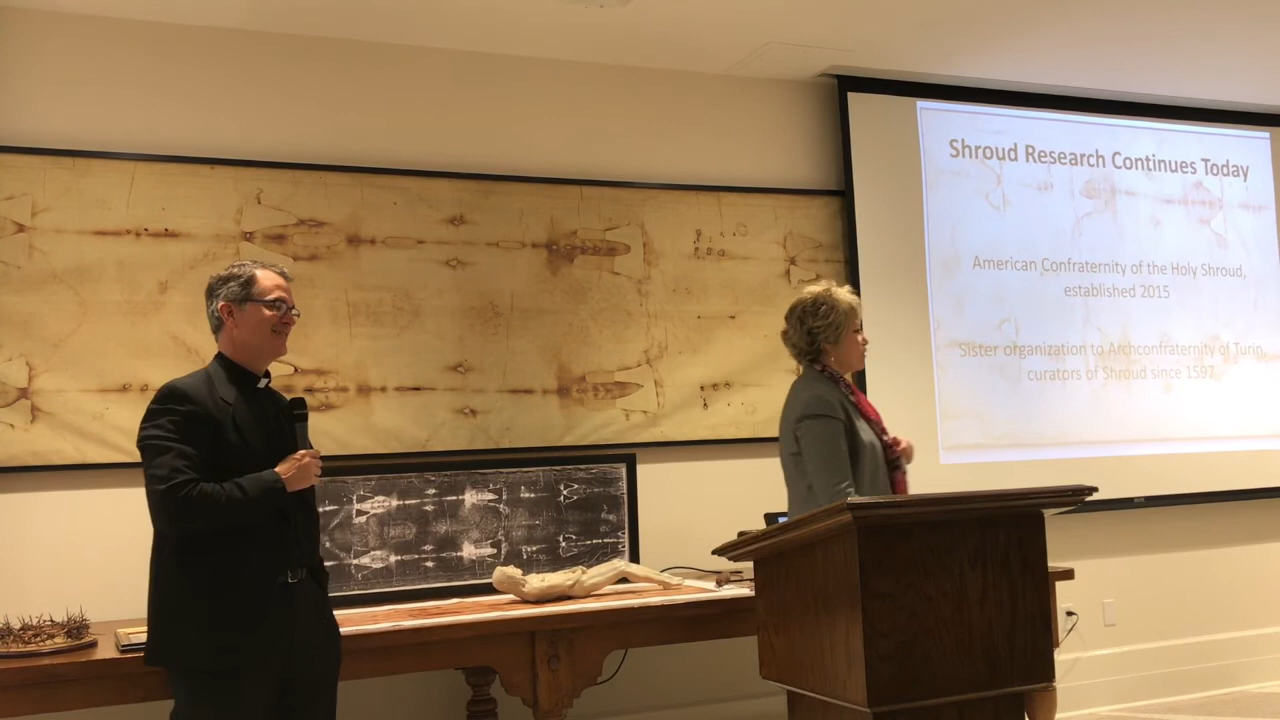 Shroud Research Continues Today
American Confraternity of the Holy Shroud,
established 2015
Sister organization to Archconfraternity of Turin,
curators of Shroud since 1597